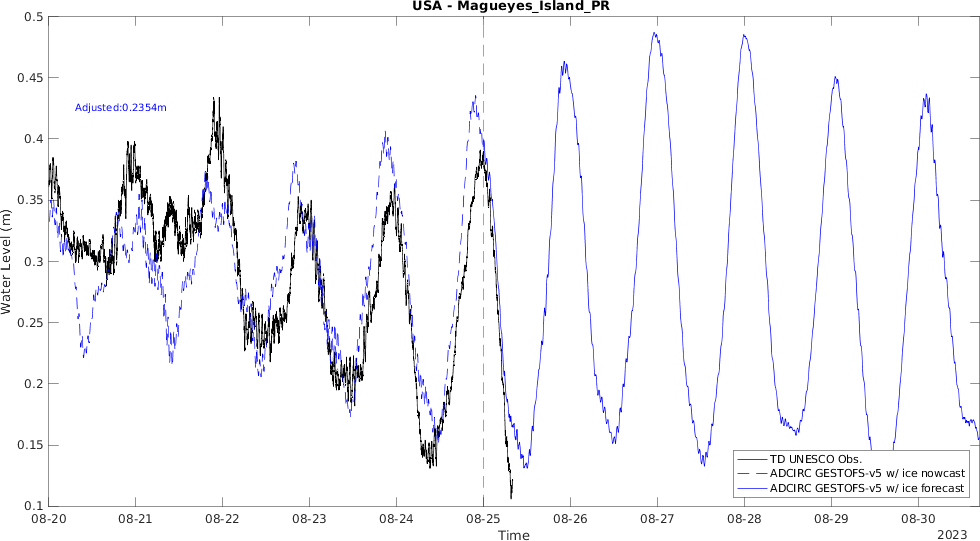 USA - Magueyes_Island_PR
0.5
0.45
0.4
0.35
0.3
0.25
0.2
0.15
0.1
Water Level (m)
Adjusted:0.2354m
TD UNESCO Obs.
ADCIRC GESTOFS-v5 w/ ice nowcast
ADCIRC GESTOFS-v5 w/ ice forecast
08-20 08-21 08-22 08-23 08-24 08-25 08-26 08-27 08-28 08-29 08-30
Time
2023